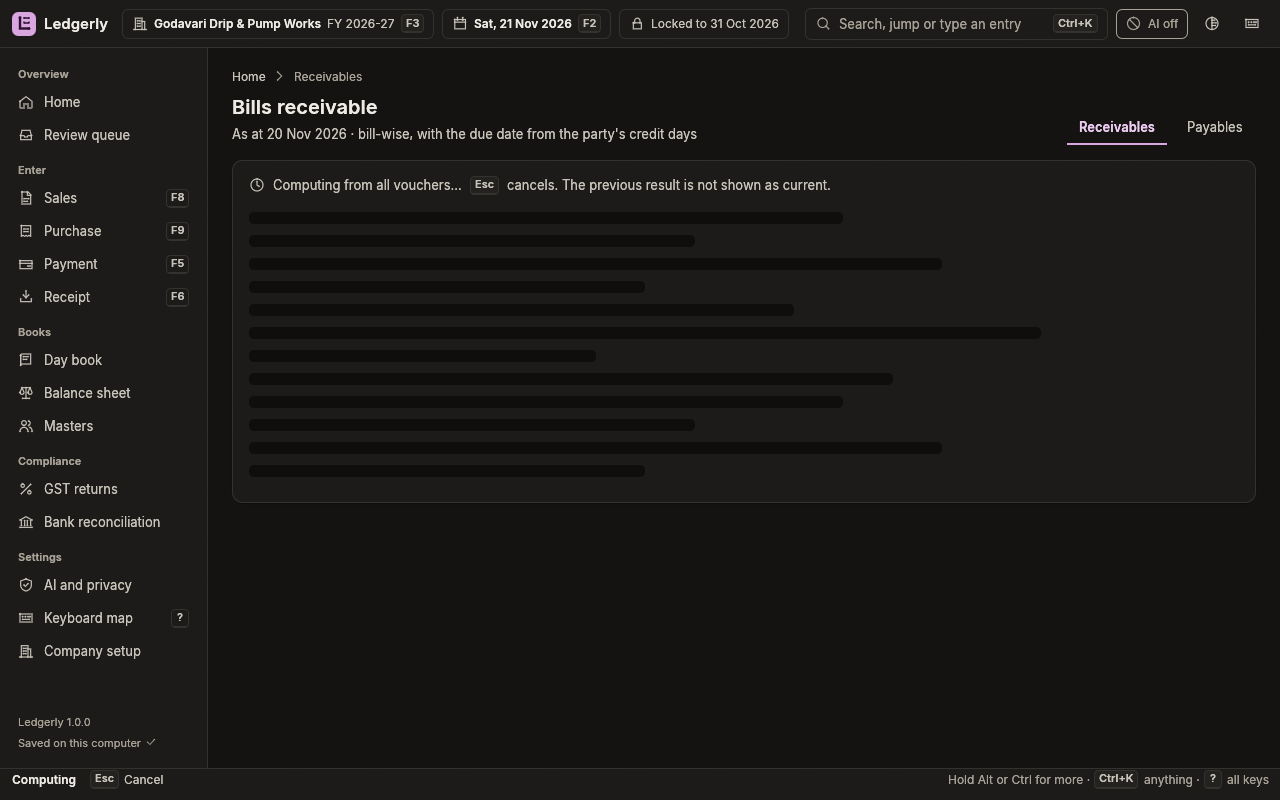 Ledgerly
Godavari Drip & Pump Works FY 2026-27 F3
Sat, 21 Nov 2026 F2
Locked to 31 Oct 2026
Search, jump or type an entry Ctrl+K
AI off
Overview
Home
Review queue
Enter
Sales F8
Purchase F9
Payment F5
Receipt F6
Books
Day book
Balance sheet
Masters
Compliance
GST returns
Bank reconciliation
Settings
AI and privacy
Keyboard map ?
Company setup
Ledgerly 1.0.0
Saved on this computer
Home Receivables
Bills receivable
As at 20 Nov 2026 · bill-wise, with the due date from the party's credit days
Receivables Payables
Computing from all vouchers... Esc cancels. The previous result is not shown as current.
Computing Esc Cancel
Hold Alt or Ctrl for more · Ctrl+K anything · ? all keys